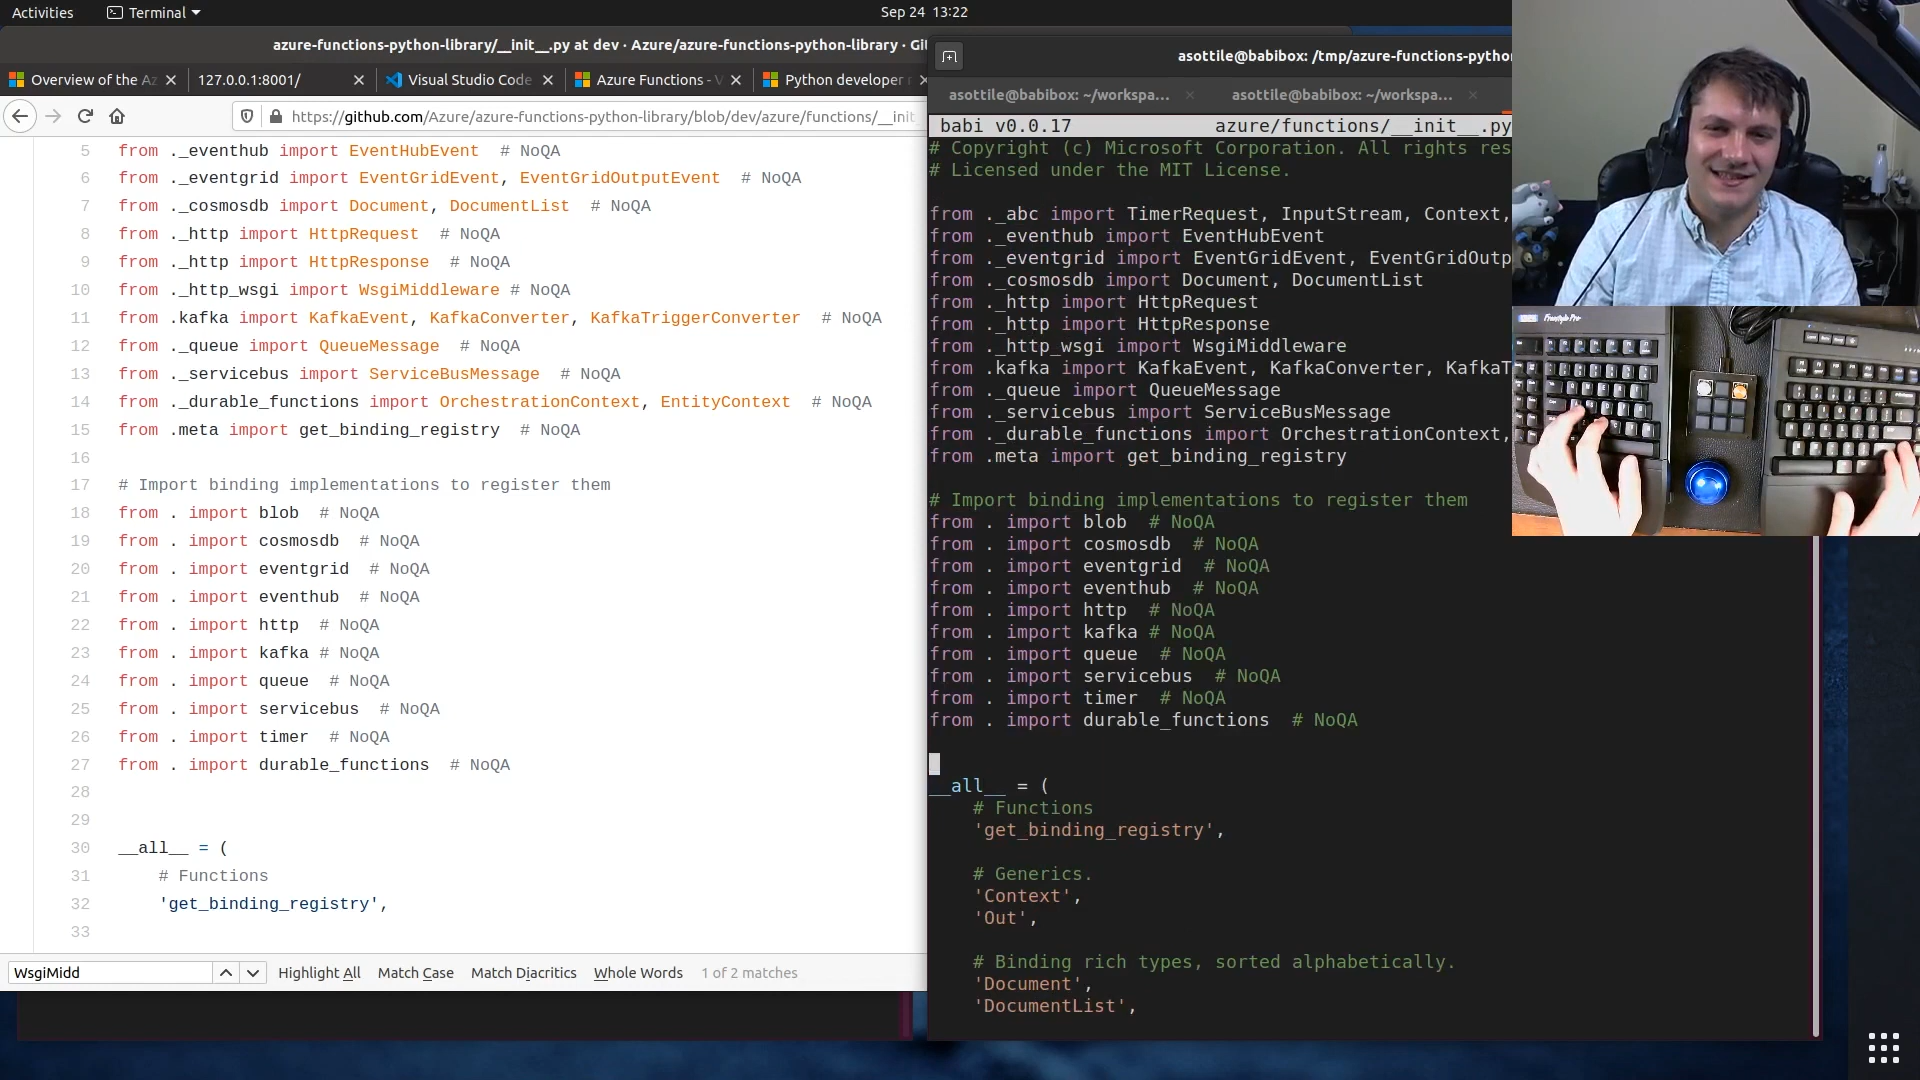 Activities
Terminal
Sep 24 13:22
azure-functions-python-library/__init__.py at dev · Azure/azure-functions-python-library · Gi
Overview of the Az
127.0.0.1:8001/
Visual Studio Code
Azure Functions - V
Python developer
https://github.com/Azure/azure-functions-python-library/blob/dev/azure/functions/__init
5 from ._eventhub import EventHubEvent  # NoQA
6 from ._eventgrid import EventGridEvent, EventGridOutputEvent  # NoQA
7 from ._cosmosdb import Document, DocumentList  # NoQA
8 from ._http import HttpRequest  # NoQA
9 from ._http import HttpResponse  # NoQA
10 from ._http_wsgi import WsgiMiddleware # NoQA
11 from .kafka import KafkaEvent, KafkaConverter, KafkaTriggerConverter  # NoQA
12 from ._queue import QueueMessage  # NoQA
13 from ._servicebus import ServiceBusMessage  # NoQA
14 from ._durable_functions import OrchestrationContext, EntityContext  # NoQA
15 from .meta import get_binding_registry  # NoQA
16
17 # Import binding implementations to register them
18 from . import blob  # NoQA
19 from . import cosmosdb  # NoQA
20 from . import eventgrid  # NoQA
21 from . import eventhub  # NoQA
22 from . import http  # NoQA
23 from . import kafka # NoQA
24 from . import queue  # NoQA
25 from . import servicebus  # NoQA
26 from . import timer  # NoQA
27 from . import durable_functions  # NoQA
28
29
30 __all__ = (
31     # Functions
32     'get_binding_registry',
33
WsgiMidd
Highlight All
Match Case
Match Diacritics
Whole Words
1 of 2 matches
asottile@babibox: /tmp/azure-functions-pytho
asottile@babibox: ~/workspa...
asottile@babibox: ~/workspa...
babi v0.0.17
azure/functions/__init__.py
# Copyright (c) Microsoft Corporation. All rights res
# Licensed under the MIT License.
from ._abc import TimerRequest, InputStream, Context,
from ._eventhub import EventHubEvent
from ._eventgrid import EventGridEvent, EventGridOutp
from ._cosmosdb import Document, DocumentList
from ._http import HttpRequest
from ._http import HttpResponse
from ._http_wsgi import WsgiMiddleware
from .kafka import KafkaEvent, KafkaConverter, KafkaT
from ._queue import QueueMessage
from ._servicebus import ServiceBusMessage
from ._durable_functions import OrchestrationContext,
from .meta import get_binding_registry
# Import binding implementations to register them
from . import blob  # NoQA
from . import cosmosdb  # NoQA
from . import eventgrid  # NoQA
from . import eventhub  # NoQA
from . import http  # NoQA
from . import kafka # NoQA
from . import queue  # NoQA
from . import servicebus  # NoQA
from . import timer  # NoQA
from . import durable_functions  # NoQA
__all__ = (
    # Functions
    'get_binding_registry',
    # Generics.
    'Context',
    'Out',
    # Binding rich types, sorted alphabetically.
    'Document',
    'DocumentList',
Freestyle Pro